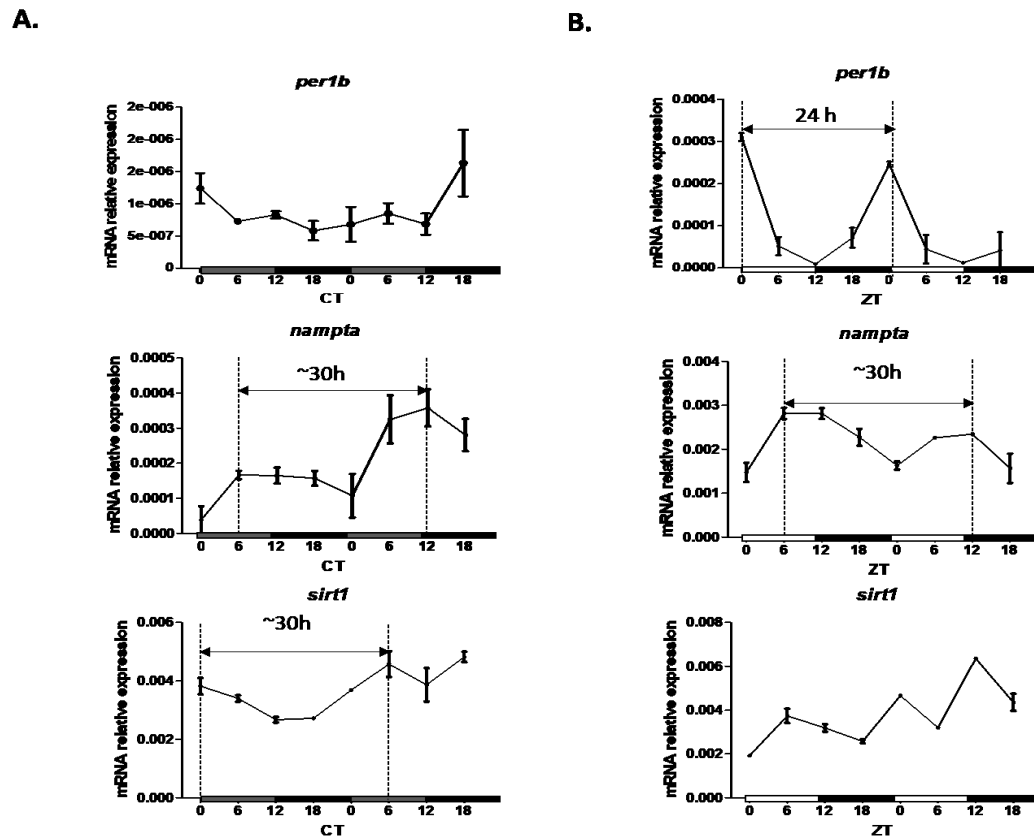 A.
per1b
mRNA relative expression
2e-006
2e-006
2e-006
1e-006
5e-007
0
0 6 12 18 0 6 12 18
CT
nampta
mRNA relative expression
0.0005
0.0004
0.0003
0.0002
0.0001
0.0000
~30h
0 6 12 18 0 6 12 18
CT
sirt1
mRNA relative expression
0.006
0.004
0.002
0.000
~30h
0 6 12 18 0 6 12 18
CT
B.
per1b
mRNA relative expression
0.0004
0.0003
0.0002
0.0001
0.0000
24 h
0 6 12 18 0 6 12 18
ZT
nampta
mRNA relative expression
0.004
0.003
0.002
0.001
0.000
~30h
0 6 12 18 0 6 12 18
ZT
sirt1
mRNA relative expression
0.008
0.006
0.004
0.002
0.000
0 6 12 18 0 6 12 18
ZT